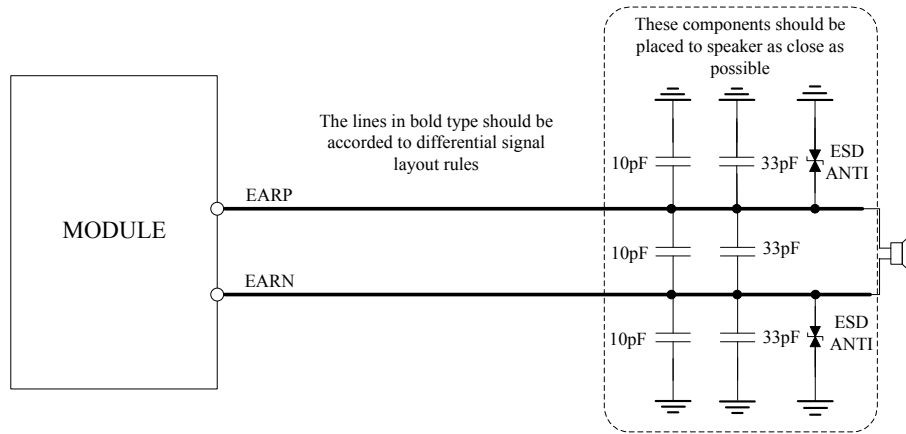 These components should be
placed to speaker as close as
possible
The lines in bold type should be
accorded to differential signal
layout rules
10pF
33pF
ESD
ANTI
EARP
MODULE
10pF
33pF
EARN
10pF
33pF
ESD
ANTI